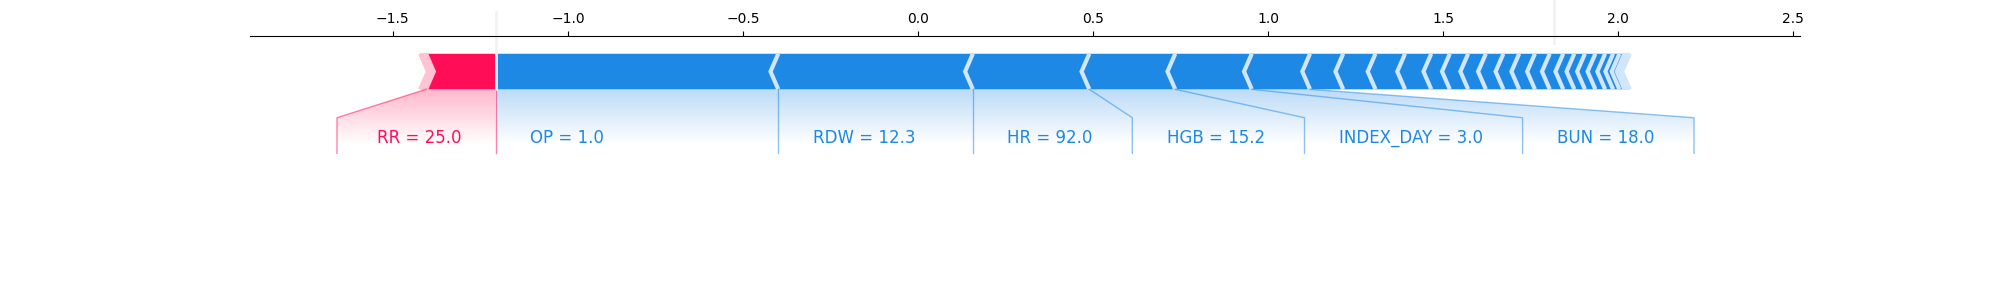 −1.5 −1.0 −0.5 0.0 0.5 1.0 1.5 2.0 2.5
RR = 25.0 OP = 1.0 RDW = 12.3 HR = 92.0 HGB = 15.2 INDEX_DAY = 3.0 BUN = 18.0